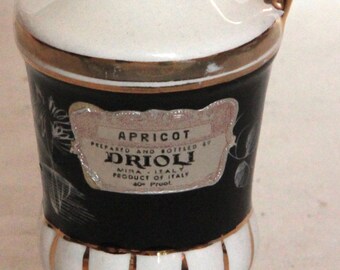 APRICOT
PREPARED AND BOTTLED BY
DRIOLI
MIRA - ITALY
PRODUCT OF ITALY
40° Proof